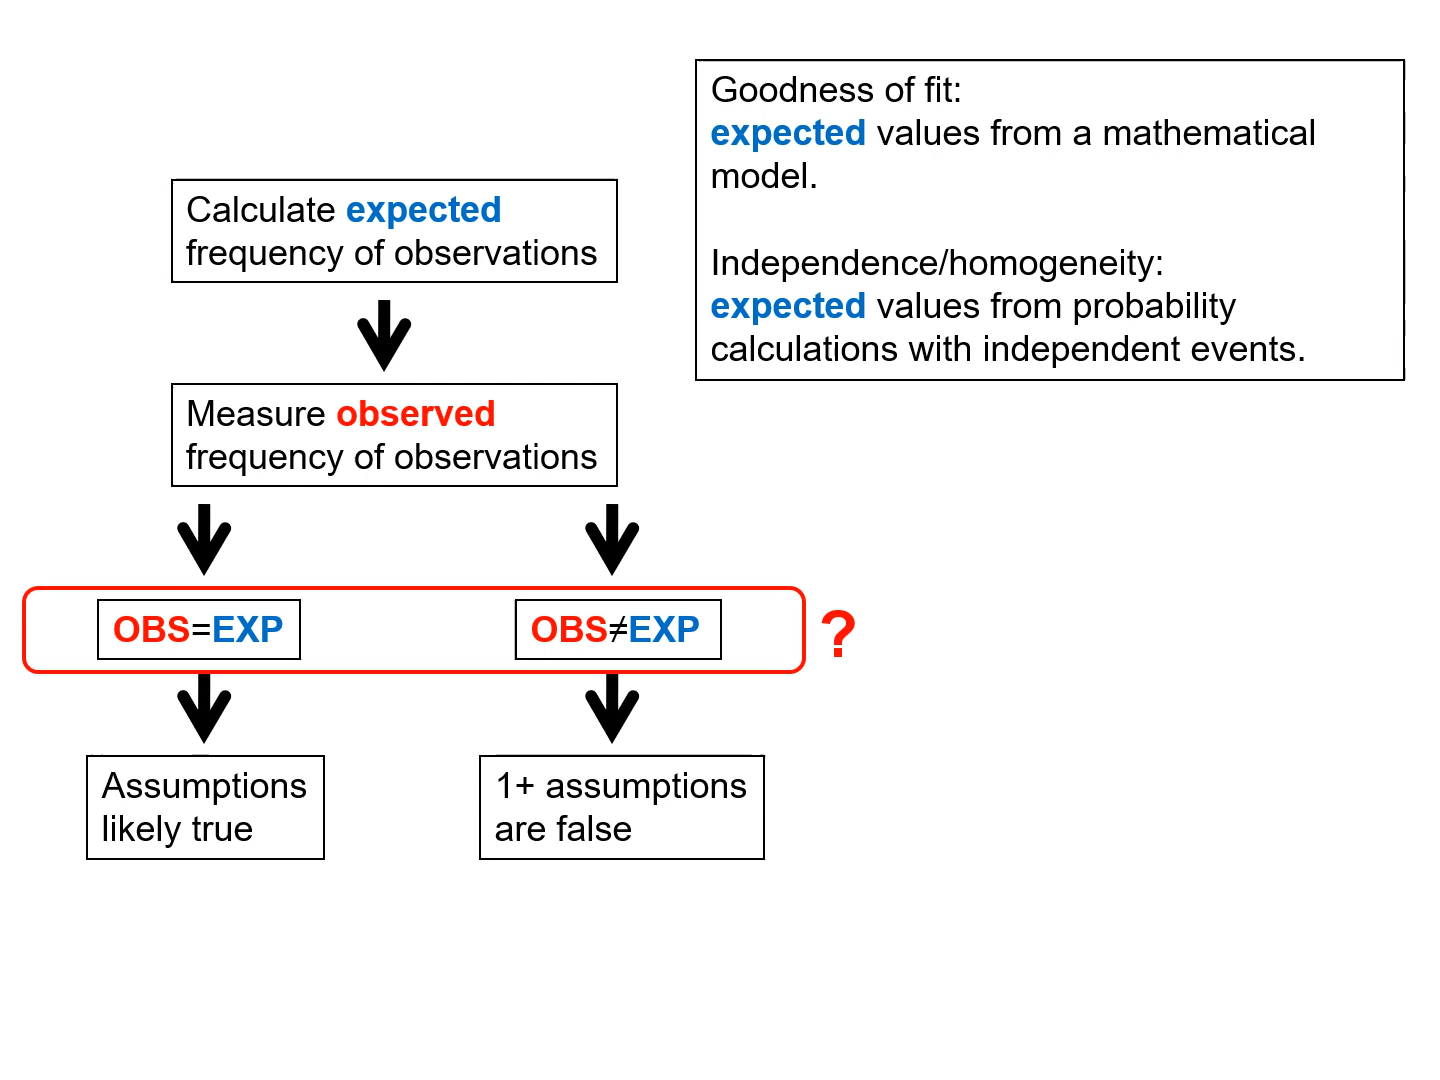 Goodness of fit:
expected values from a mathematical
model.
Independence/homogeneity:
expected values from probability
calculations with independent events.
Calculate expected
frequency of observations
Measure observed
frequency of observations
OBS=EXP
OBS≠EXP
?
Assumptions
likely true
1+ assumptions
are false